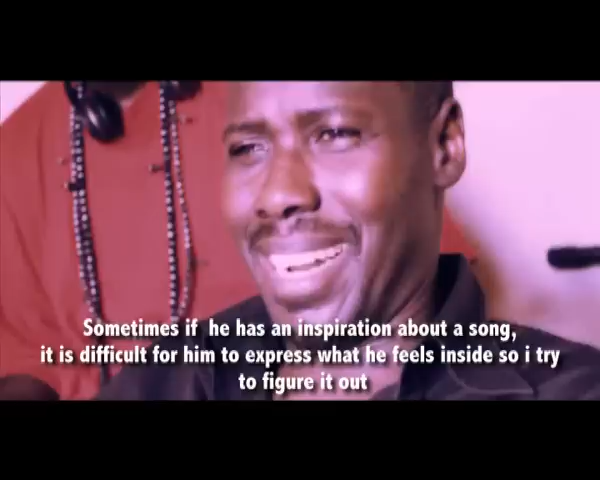 Sometimes if he has an inspiration about a song,
it is difficult for him to express what he feels inside so i try
to figure it out